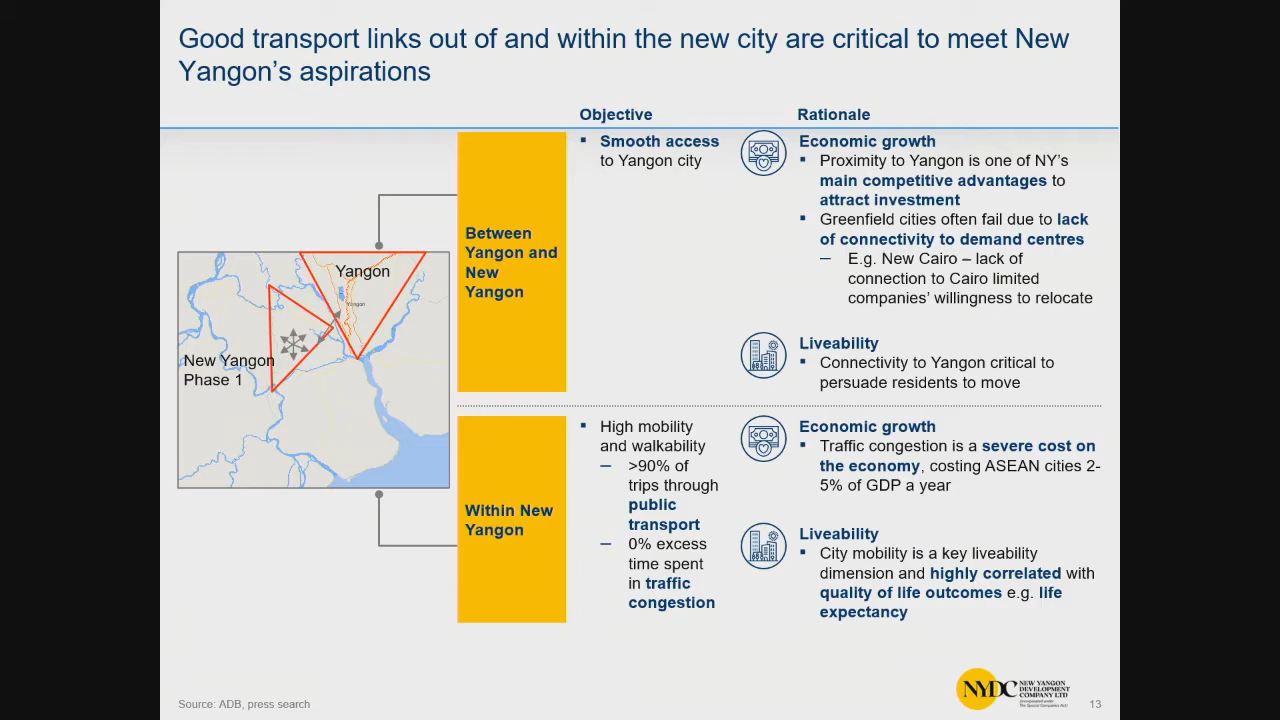 Good transport links out of and within the new city are critical to meet New
Yangon’s aspirations
Objective
Rationale
Between
Yangon and
New
Yangon
▪ Smooth access
to Yangon city
Economic growth
▪ Proximity to Yangon is one of NY’s
main competitive advantages to
attract investment
▪ Greenfield cities often fail due to lack
of connectivity to demand centres
– E.g. New Cairo – lack of
connection to Cairo limited
companies’ willingness to relocate
Liveability
▪ Connectivity to Yangon critical to
persuade residents to move
Yangon
Yangon
New Yangon
Phase 1
Within New
Yangon
▪ High mobility
and walkability
– >90% of
trips through
public
transport
– 0% excess
time spent
in traffic
congestion
Economic growth
▪ Traffic congestion is a severe cost on
the economy, costing ASEAN cities 2-
5% of GDP a year
Liveability
▪ City mobility is a key liveability
dimension and highly correlated with
quality of life outcomes e.g. life
expectancy
Source: ADB, press search
NYDC
NEW YANGON
DEVELOPMENT
COMPANY LTD
13